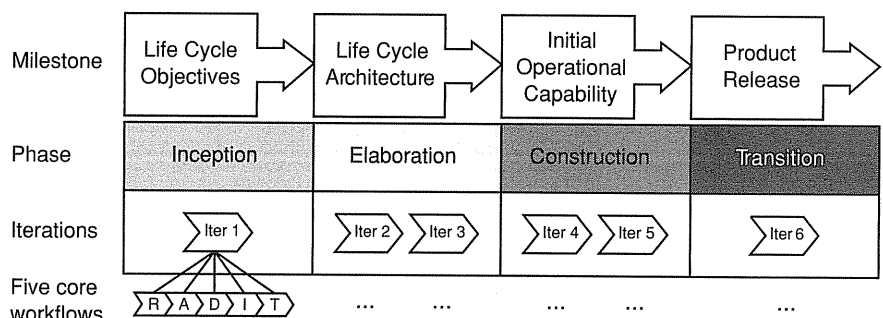 Milestone
Life Cycle
Objectives
Life Cycle
Architecture
Initial
Operational
Capability
Product
Release
Phase
Inception
Elaboration
Construction
Transition
Iterations
Iter 1
Iter 2
Iter 3
Iter 4
Iter 5
Iter 6
Five core
workflows
R A D I T
... ... ... ... ...